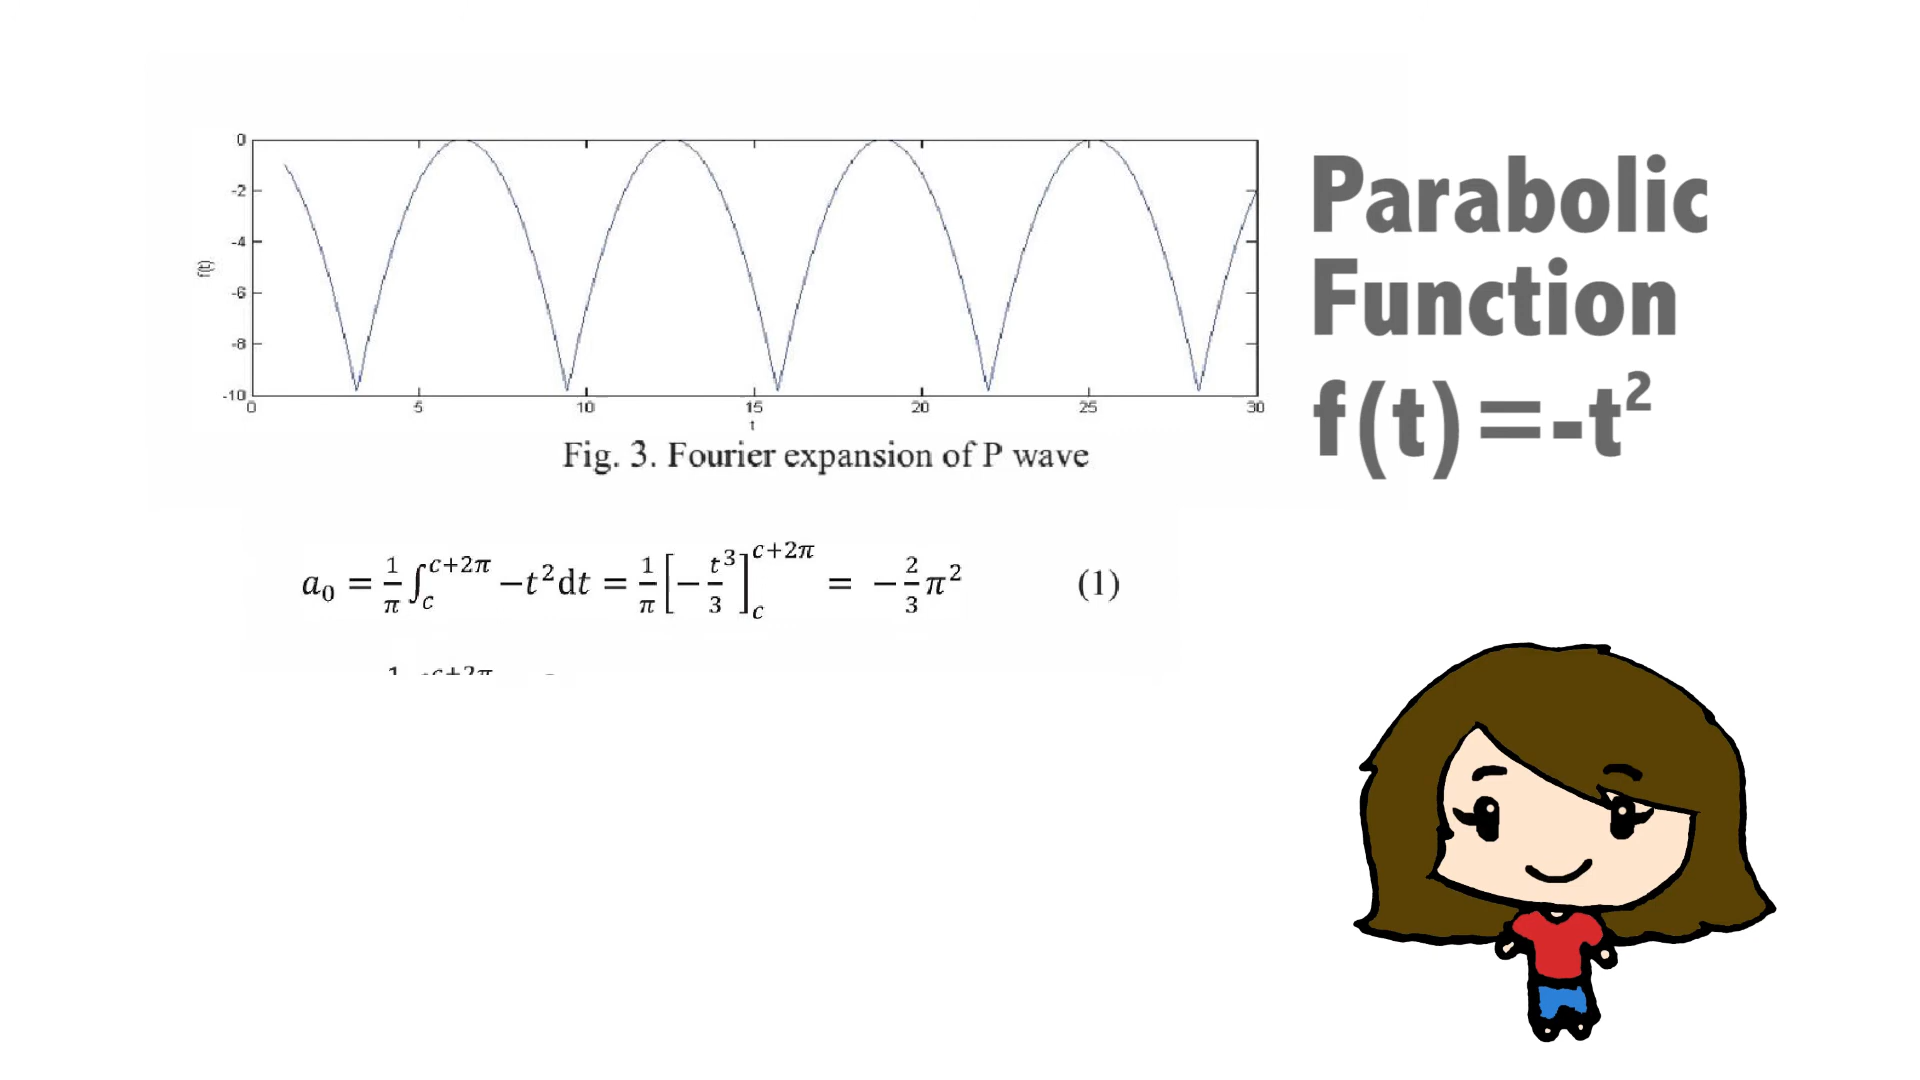 0
-2
-4
-6
-8
-10
f(t)
0 5 10 15 20 25 30
t
Fig. 3. Fourier expansion of P wave
Parabolic
Function
f(t)=-t²
a₀ = 1/π ∫_c^{c+2π} −t²dt = 1/π [−t³/3]_c^{c+2π} = −2/3 π² (1)